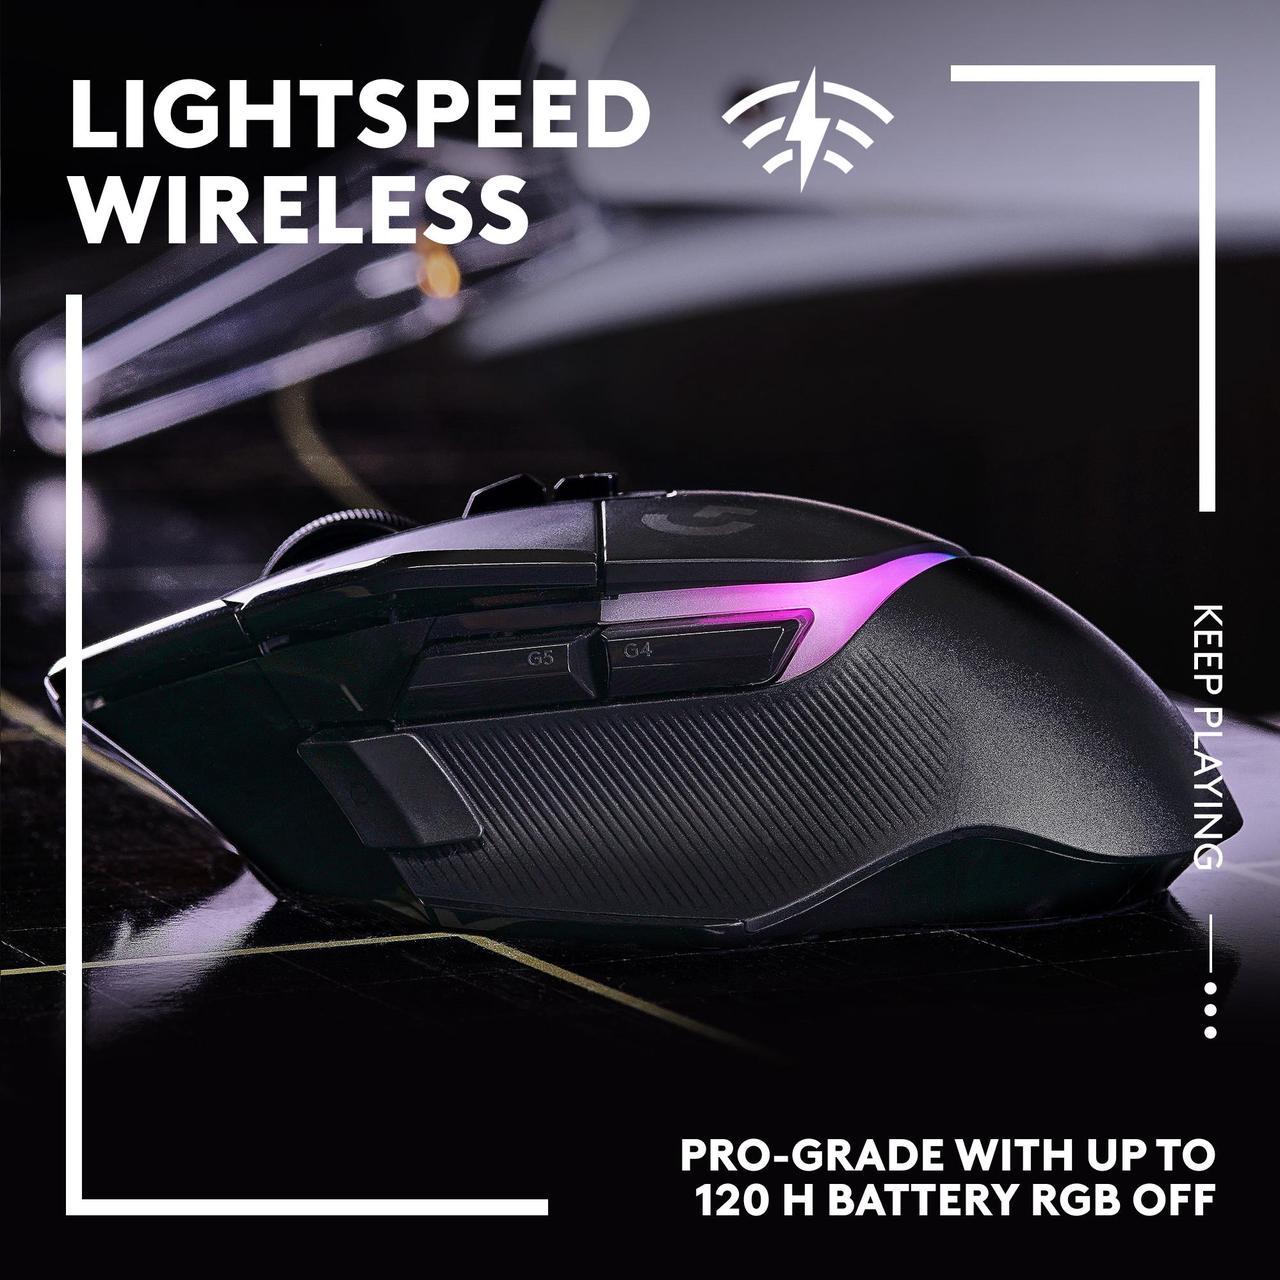 LIGHTSPEED
WIRELESS
G5
G4
KEEP PLAYING
PRO-GRADE WITH UP TO
120 H BATTERY RGB OFF